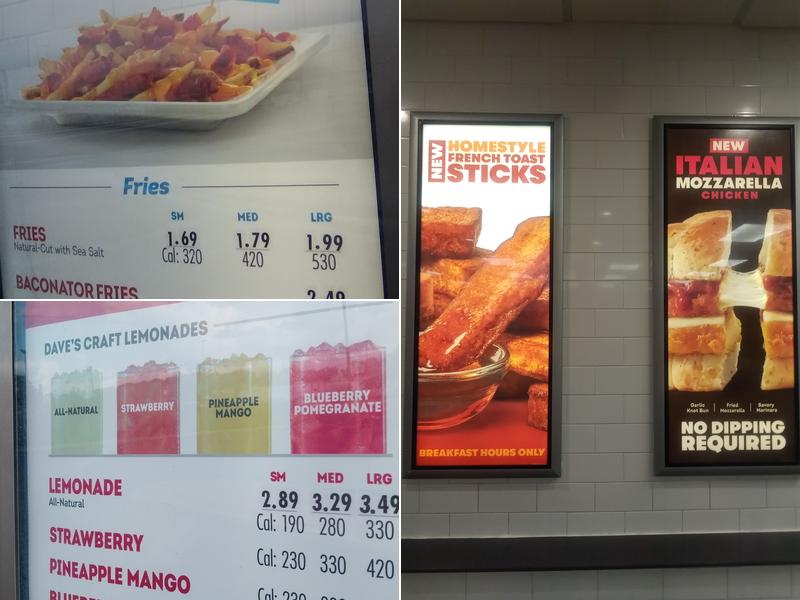 Fries
SM MED LRG
FRIES 1.69 1.79 1.99
Natural-Cut with Sea Salt Cal: 320 420 530
BACONATOR FRIES 2.49
DAVE'S CRAFT LEMONADES
ALL-NATURAL
STRAWBERRY
PINEAPPLE
MANGO
BLUEBERRY
POMEGRANATE
SM MED LRG
LEMONADE 2.89 3.29 3.49
All-Natural Cal: 190 280 330
STRAWBERRY Cal: 230 330 420
PINEAPPLE MANGO
NEW
HOMESTYLE
FRENCH TOAST
STICKS
BREAKFAST HOURS ONLY
NEW
ITALIAN
MOZZARELLA
CHICKEN
Garlic
Knot Bun
Fried
Mozzarella
Savory
Marinara
NO DIPPING
REQUIRED